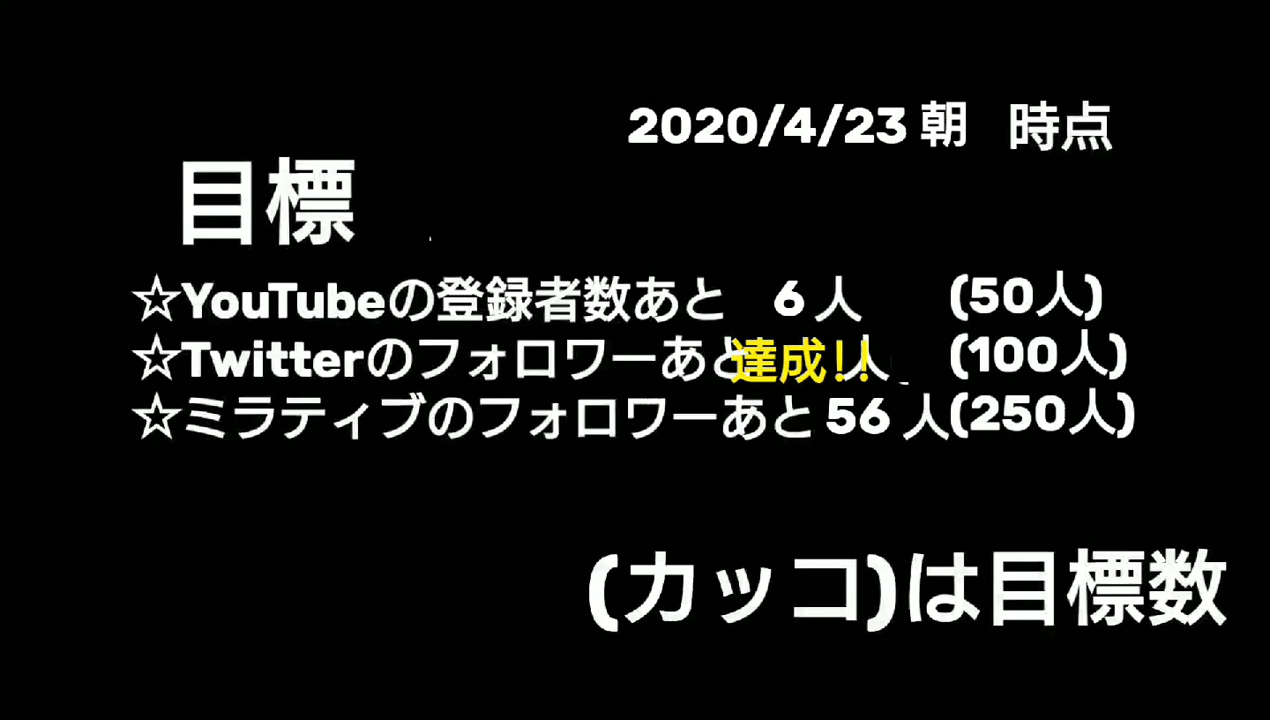 2020/4/23 朝 時点
目標
☆YouTubeの登録者数あと 6 人 (50人)
☆Twitterのフォロワーあと達成!!人 (100人)
☆ミラティブのフォロワーあと 56 人(250人)
(カッコ)は目標数